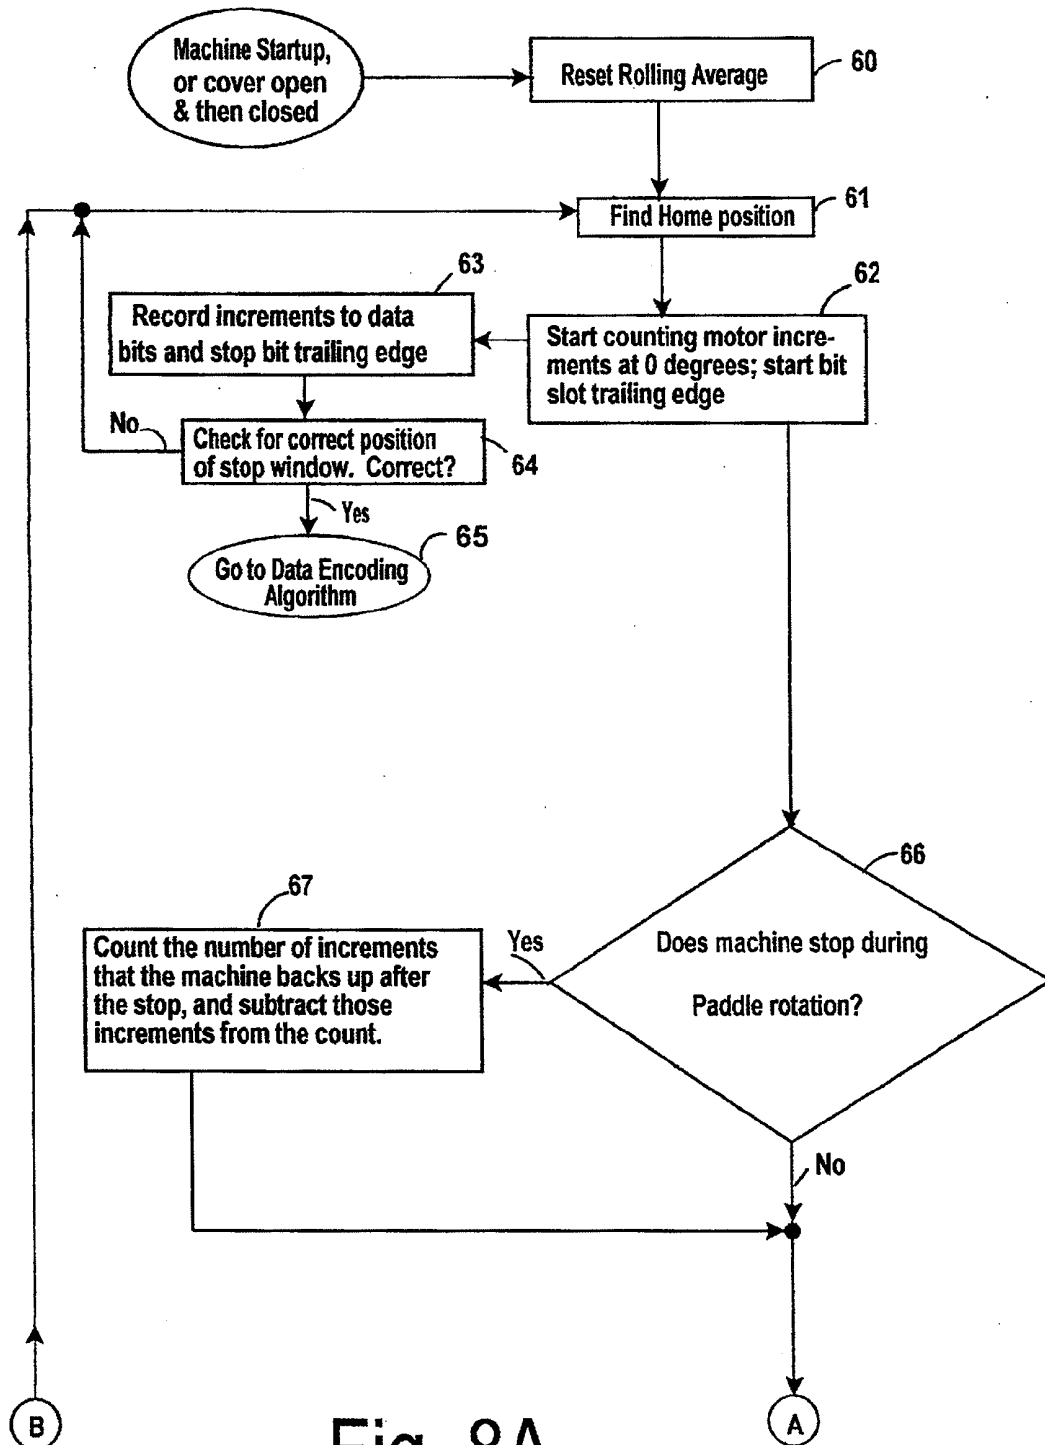 Machine Startup,
or cover open
& then closed
Reset Rolling Average
60
61
Find Home position
62
63
Record increments to data
bits and stop bit trailing edge
Start counting motor incre-
ments at 0 degrees; start bit
slot trailing edge
No
Check for correct position
of stop window. Correct?
64
Yes
65
Go to Data Encoding
Algorithm
66
67
Count the number of increments
that the machine backs up after
the stop, and subtract those
increments from the count.
Yes
Does machine stop during
Paddle rotation?
No
B
A
Fig. 8A